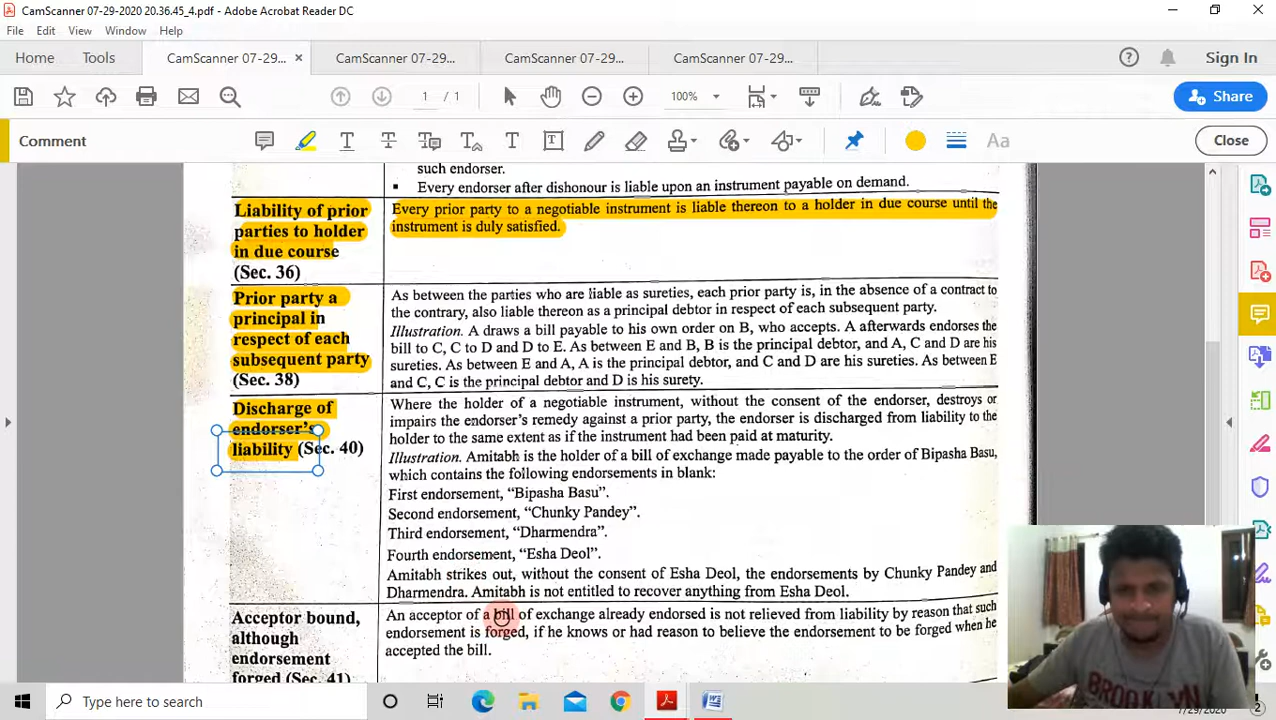 CamScanner 07-29-2020 20.36.45_4.pdf - Adobe Acrobat Reader DC
File Edit View Window Help
Home Tools CamScanner 07-29... × CamScanner 07-29... CamScanner 07-29... CamScanner 07-29... Sign In
1 / 1 100% Share
Comment Aa Close
such endorser.
▪ Every endorser after dishonour is liable upon an instrument payable on demand.
Liability of prior
parties to holder
in due course
(Sec. 36)
Every prior party to a negotiable instrument is liable thereon to a holder in due course until the
instrument is duly satisfied.
Prior party a
principal in
respect of each
subsequent party
(Sec. 38)
As between the parties who are liable as sureties, each prior party is, in the absence of a contract to
the contrary, also liable thereon as a principal debtor in respect of each subsequent party.
Illustration. A draws a bill payable to his own order on B, who accepts. A afterwards endorses the
bill to C, C to D and D to E. As between E and B, B is the principal debtor, and A, C and D are his
sureties. As between E and A, A is the principal debtor, and C and D are his sureties. As between E
and C, C is the principal debtor and D is his surety.
Discharge of
endorser's
liability (Sec. 40)
Where the holder of a negotiable instrument, without the consent of the endorser, destroys or
impairs the endorser's remedy against a prior party, the endorser is discharged from liability to the
holder to the same extent as if the instrument had been paid at maturity.
Illustration. Amitabh is the holder of a bill of exchange made payable to the order of Bipasha Basu,
which contains the following endorsements in blank:
First endorsement, "Bipasha Basu".
Second endorsement, "Chunky Pandey".
Third endorsement, "Dharmendra".
Fourth endorsement, "Esha Deol".
Amitabh strikes out, without the consent of Esha Deol, the endorsements by Chunky Pandey and
Dharmendra. Amitabh is not entitled to recover anything from Esha Deol.
Acceptor bound,
although
endorsement
forged (Sec. 41)
An acceptor of a bill of exchange already endorsed is not relieved from liability by reason that such
endorsement is forged, if he knows or had reason to believe the endorsement to be forged when he
accepted the bill.
BROOKLYN
Type here to search
7/29/2020 2